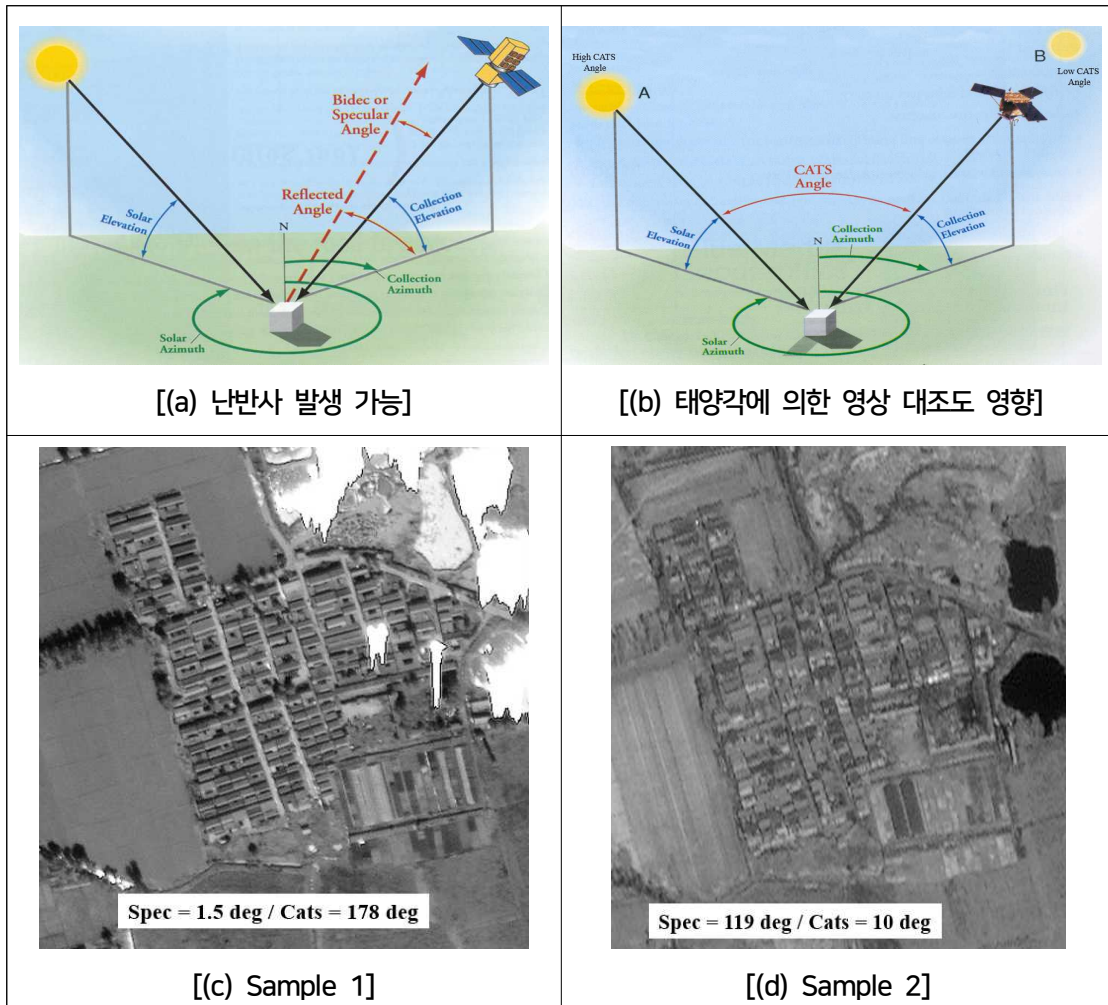 Bidec or
Specular
Angle
Reflected
Angle
Solar
Elevation
Collection
Elevation
N
Collection
Azimuth
Solar
Azimuth
[(a) 난반사 발생 가능]
High CATS
Angle
A
B
Low CATS
Angle
CATS
Angle
Solar
Elevation
Collection
Azimuth
Collection
Elevation
N
Solar
Azimuth
[(b) 태양각에 의한 영상 대조도 영향]
Spec = 1.5 deg / Cats = 178 deg
[(c) Sample 1]
Spec = 119 deg / Cats = 10 deg
[(d) Sample 2]